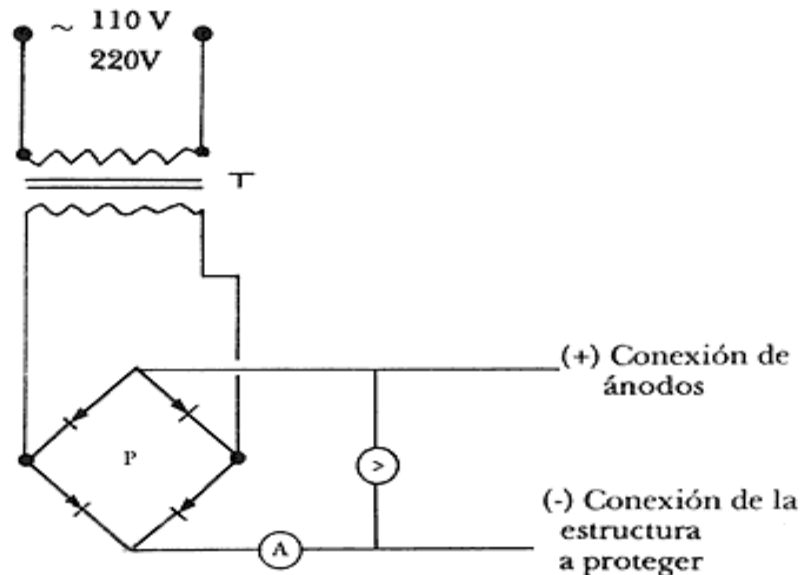 ~ 110 V
220V
T
(+) Conexión de
ánodos
P
V
(-) Conexión de la
estructura
a proteger
A